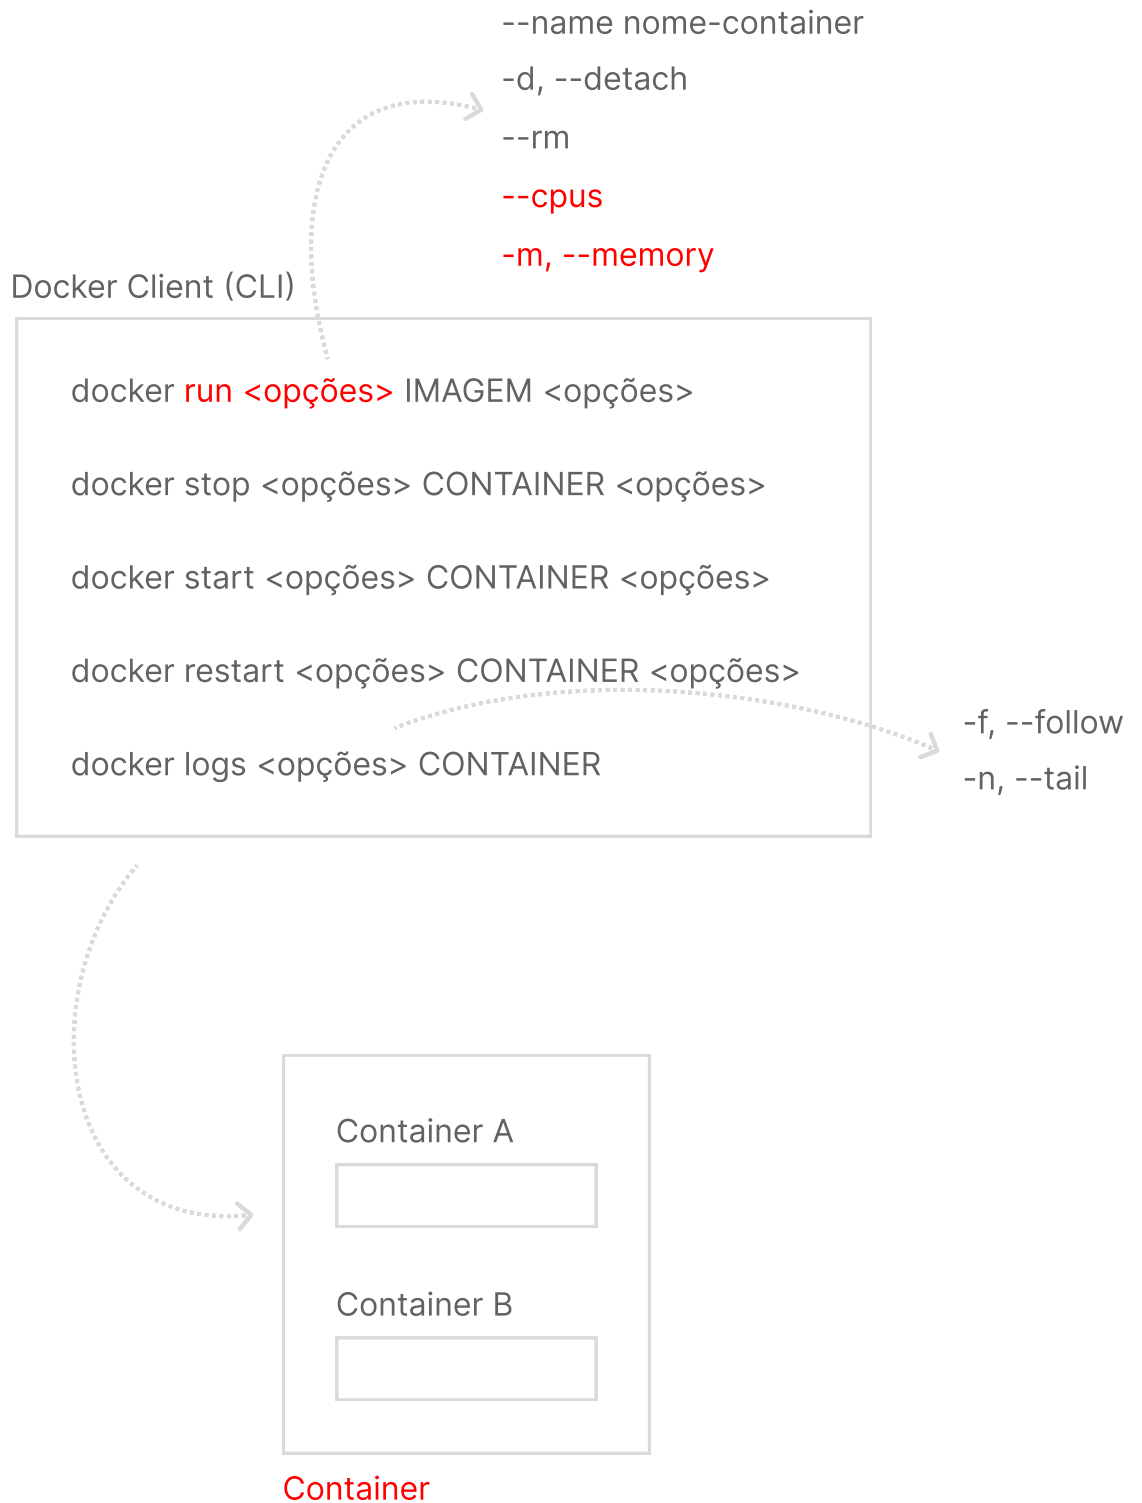 --name nome-container
-d, --detach
--rm
--cpus
-m, --memory
Docker Client (CLI)
docker run <opções> IMAGEM <opções>
docker stop <opções> CONTAINER <opções>
docker start <opções> CONTAINER <opções>
docker restart <opções> CONTAINER <opções>
docker logs <opções> CONTAINER
-f, --follow
-n, --tail
Container A
Container B
Container